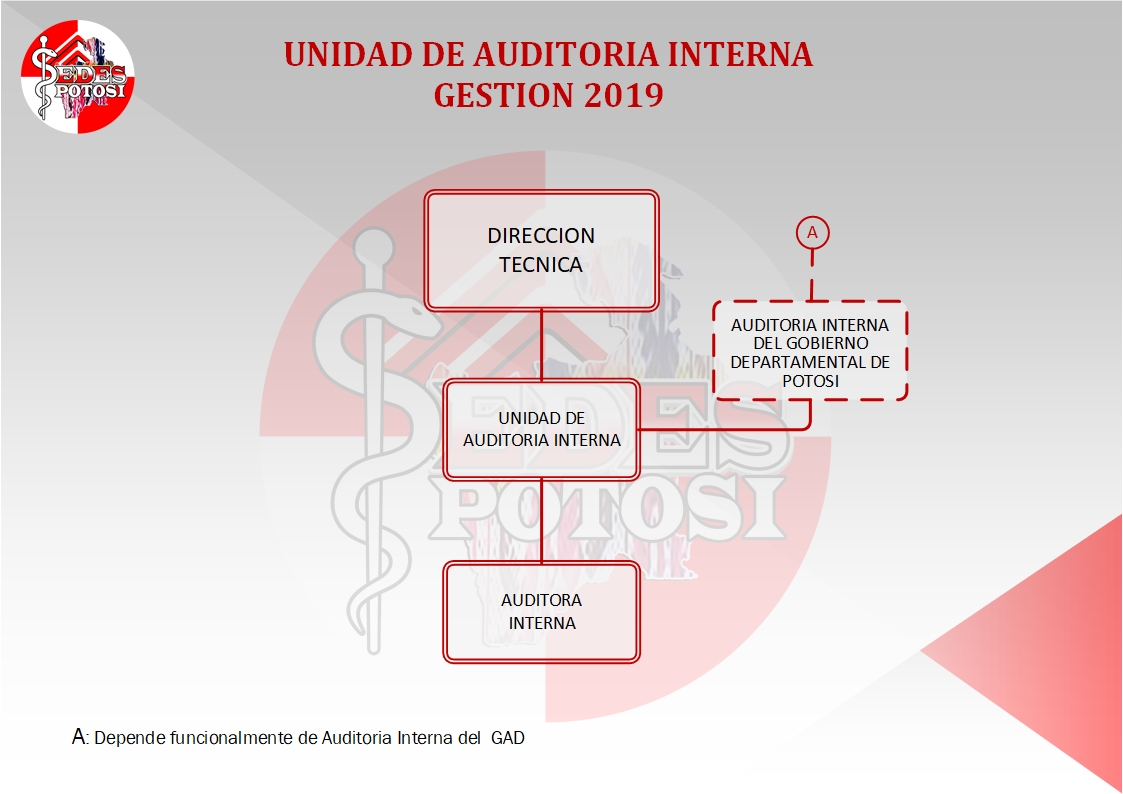 SEDES
POTOSI
UNIDAD DE AUDITORIA INTERNA
GESTION 2019
DIRECCION
TECNICA
A
AUDITORIA INTERNA
DEL GOBIERNO
DEPARTAMENTAL DE
POTOSI
UNIDAD DE
AUDITORIA INTERNA
SEDES
POTOSI
AUDITORA
INTERNA
A: Depende funcionalmente de Auditoria Interna del GAD